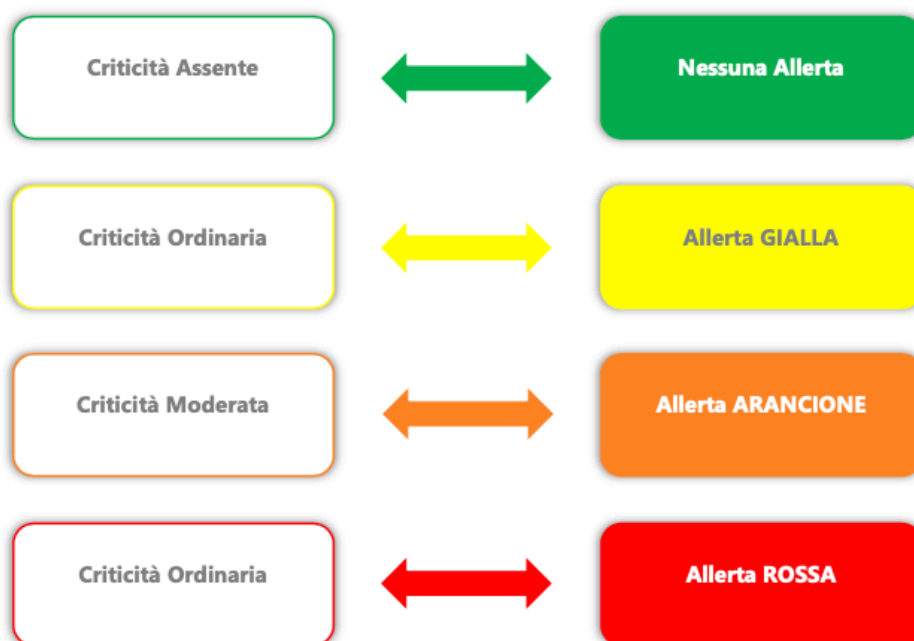 Criticità Assente
Nessuna Allerta
Criticità Ordinaria
Allerta GIALLA
Criticità Moderata
Allerta ARANCIONE
Criticità Ordinaria
Allerta ROSSA